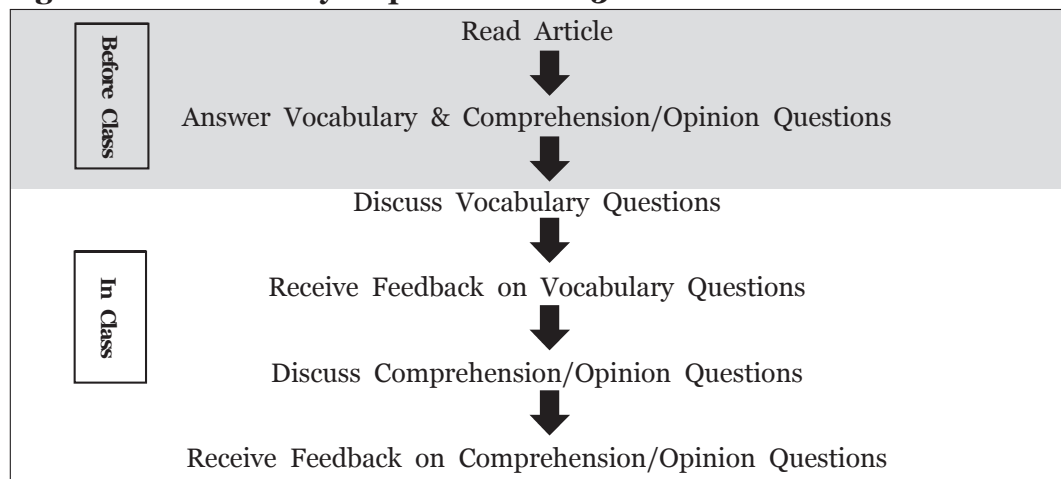 Read Article
Before Class
Answer Vocabulary & Comprehension/Opinion Questions
Discuss Vocabulary Questions
Receive Feedback on Vocabulary Questions
In Class
Discuss Comprehension/Opinion Questions
Receive Feedback on Comprehension/Opinion Questions